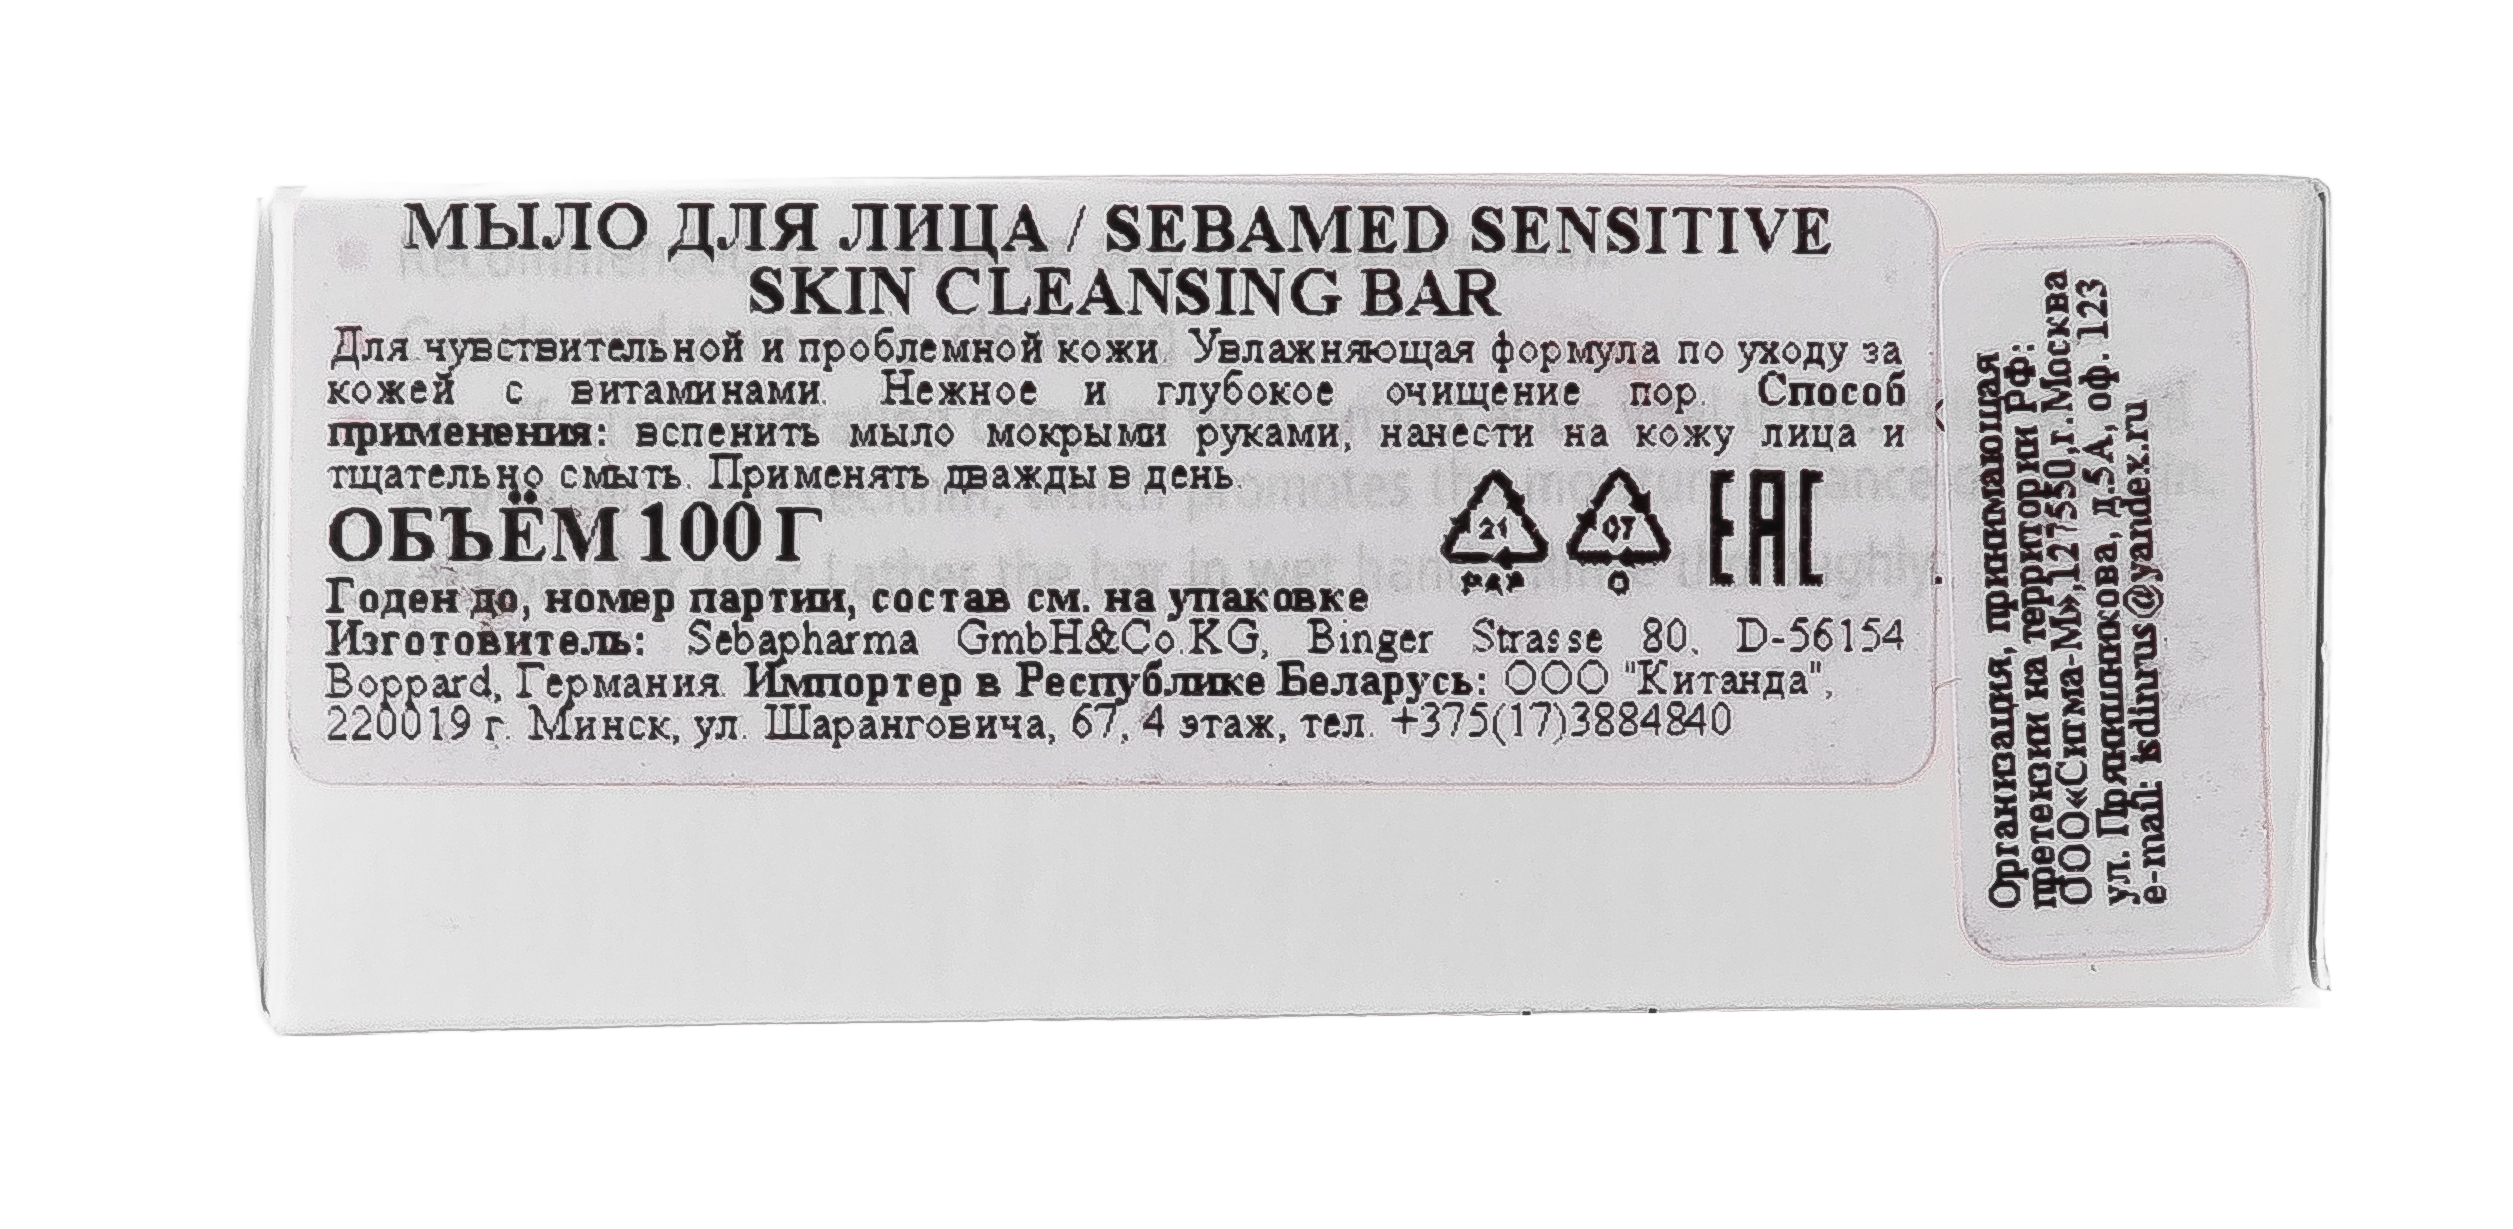 МЫЛО ДЛЯ ЛИЦА / SEBAMED SENSITIVE
SKIN CLEANSING BAR
Для чувствительной и проблемной кожи. Увлажняющая формула по уходу за
кожей с витаминами. Нежное и глубокое очищение пор. Способ
применения: вспенить мыло мокрыми руками, нанести на кожу лица и
тщательно смыть. Применять дважды в день.
ОБЪЁМ 100 Г
21
PAP
07
O
EAC
Годен до, номер партии, состав см. на упаковке
Изготовитель: Sebapharma GmbH&Co.KG, Binger Strasse 80, D-56154
Boppard, Германия. Импортер в Республике Беларусь: ООО "Китанда",
220019 г. Минск, ул. Шаранговича, 67, 4 этаж, тел. +375(17)3884840
Организация, принимающая
претензии на территории РФ:
ООО«Сигма-М»,127550,г.Москва
ул. Прянишникова, д.5А, оф. 123
e-mail: kdinrus@yandex.ru